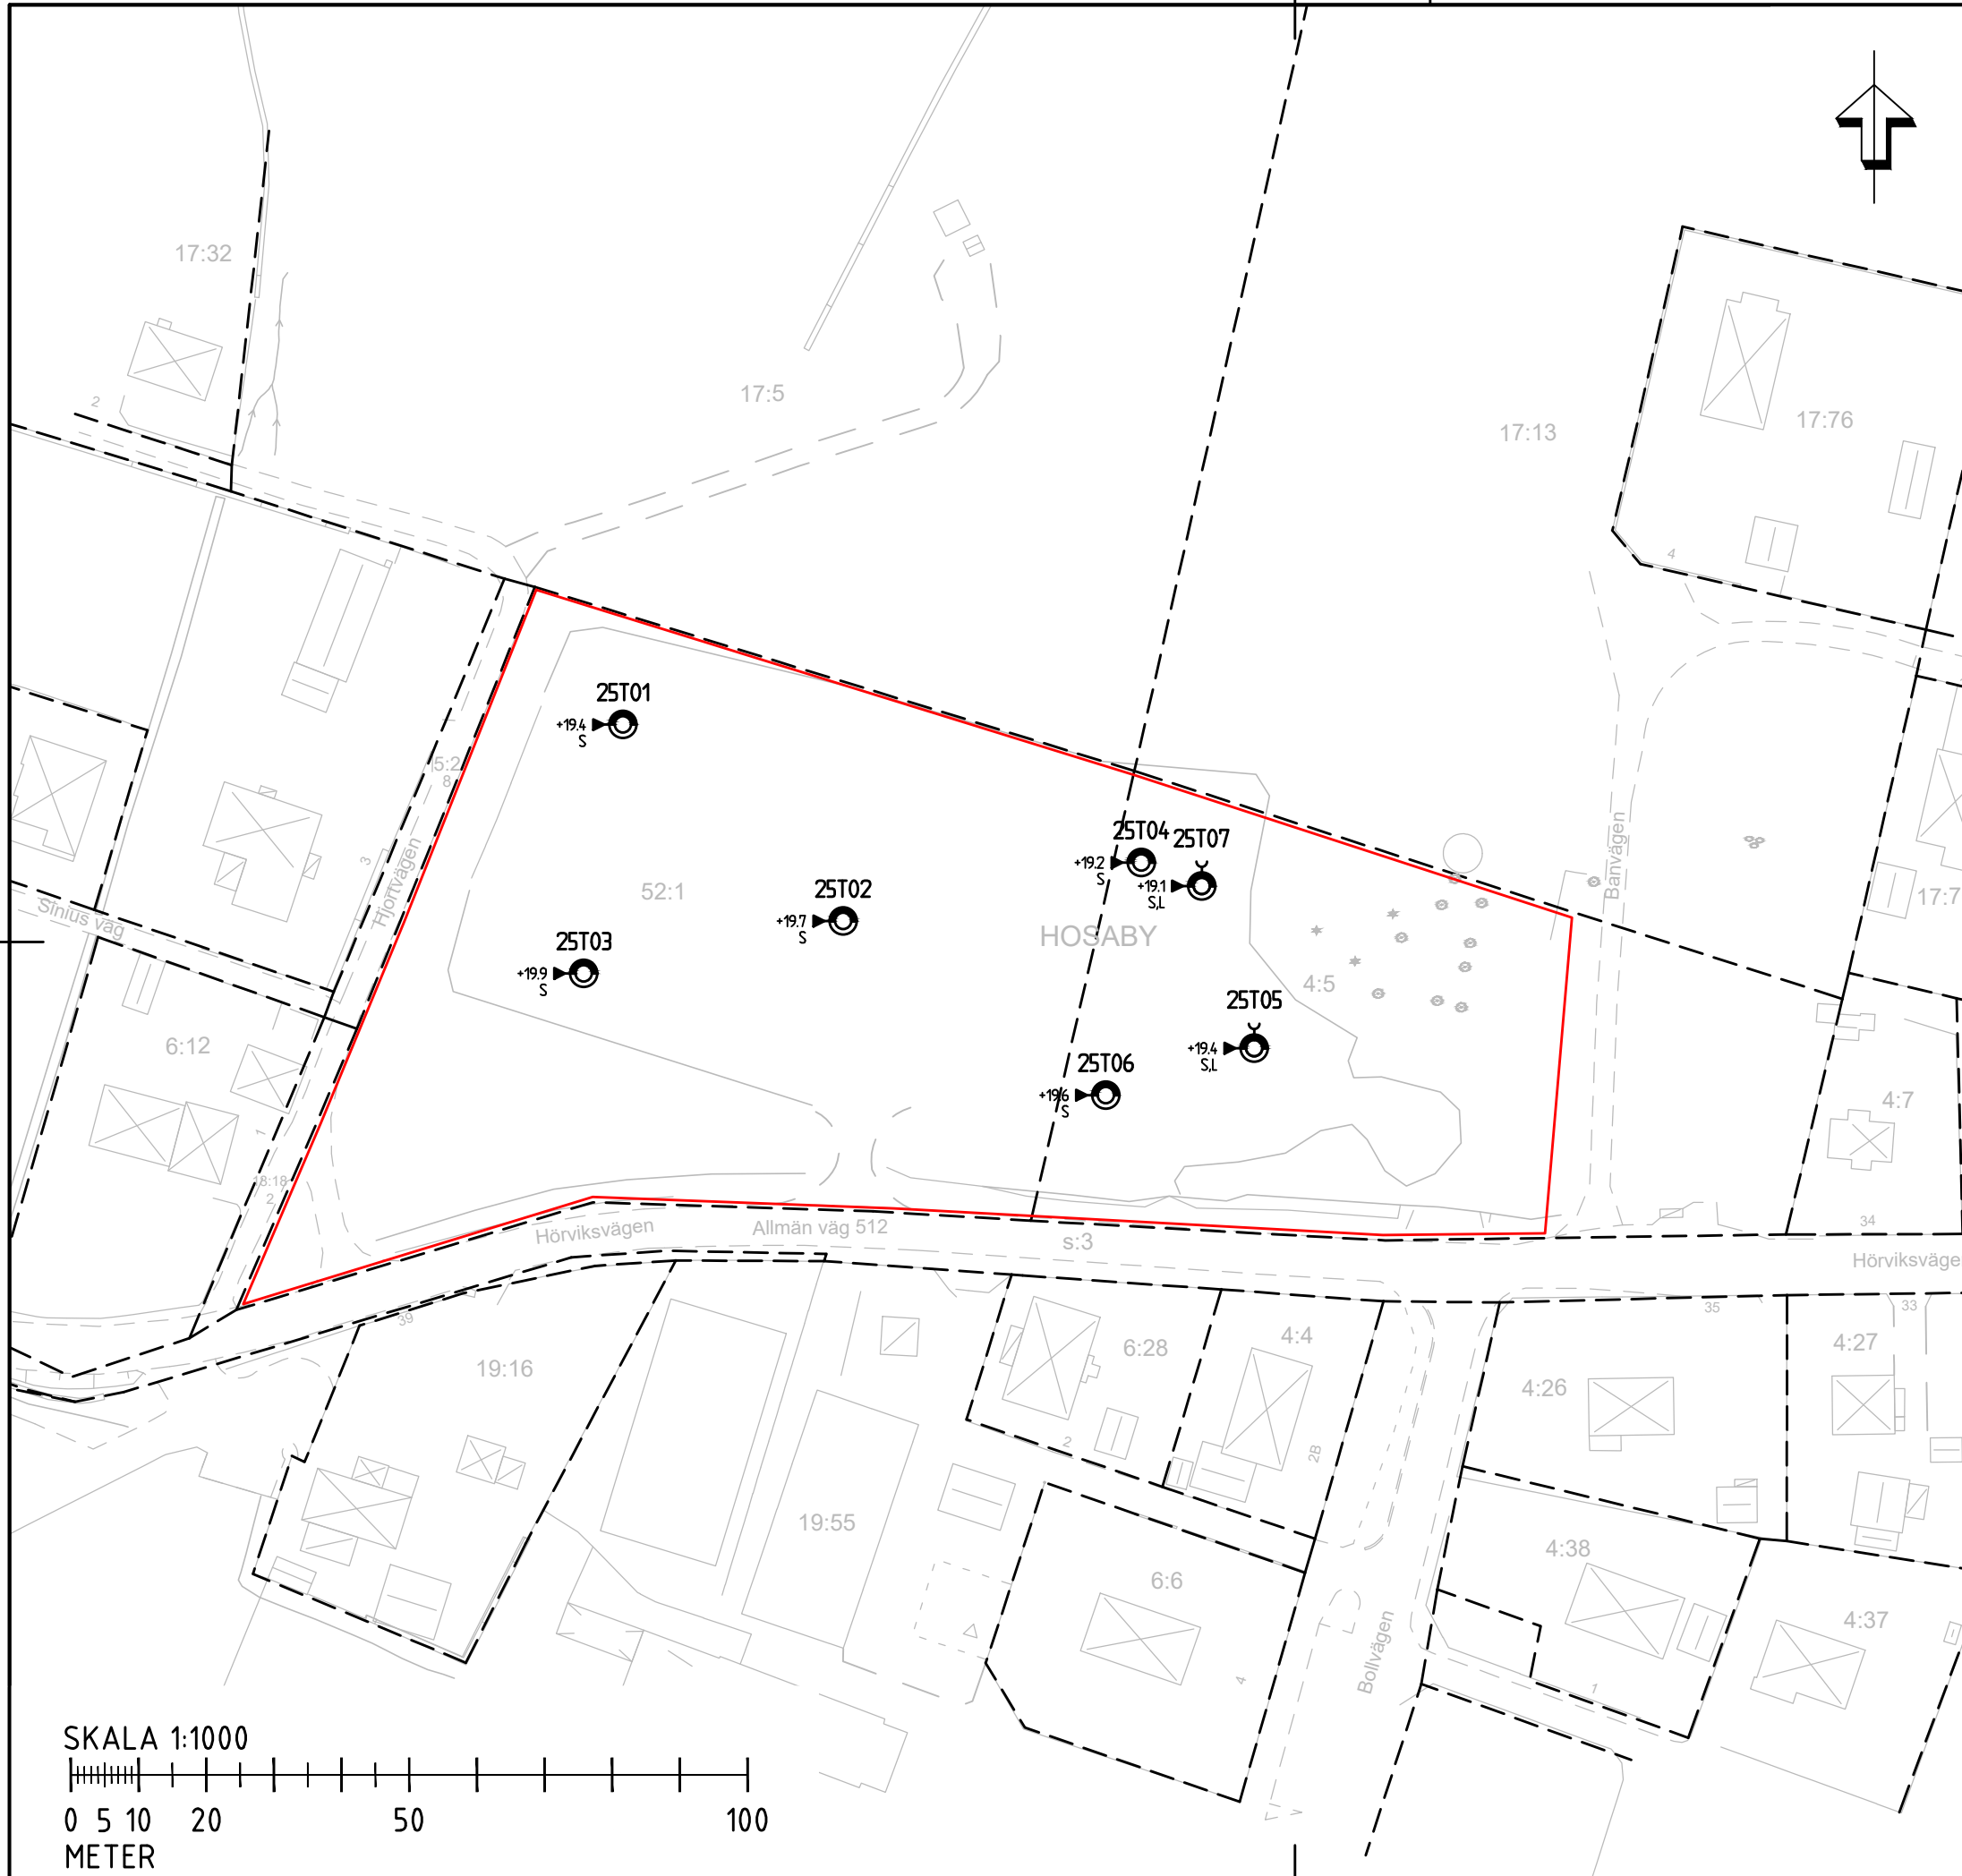 17:32
17:5
17:13
17:76
2
4
25T01
+19.4
S
5:2
8
Hjortvägen
3
Sinius väg
52:1
25T02
+19.7
S
25T03
+19.9
S
25T04
+19.2
S
25T07
+19.1
S,L
HOSABY
4:5
Banvägen
17:7
25T05
+19.4
S,L
25T06
+19.6
S
6:12
1
18:18
2
4:7
34
Hörviksvägen
Allmän väg 512
s:3
Hörviksväge
39
19:16
6:28
4:4
35
33
4:27
4:26
2
2B
19:55
6:6
4
Bollvägen
4:38
4:37
1
SKALA 1:1000
0 5 10 20 50 100
METER